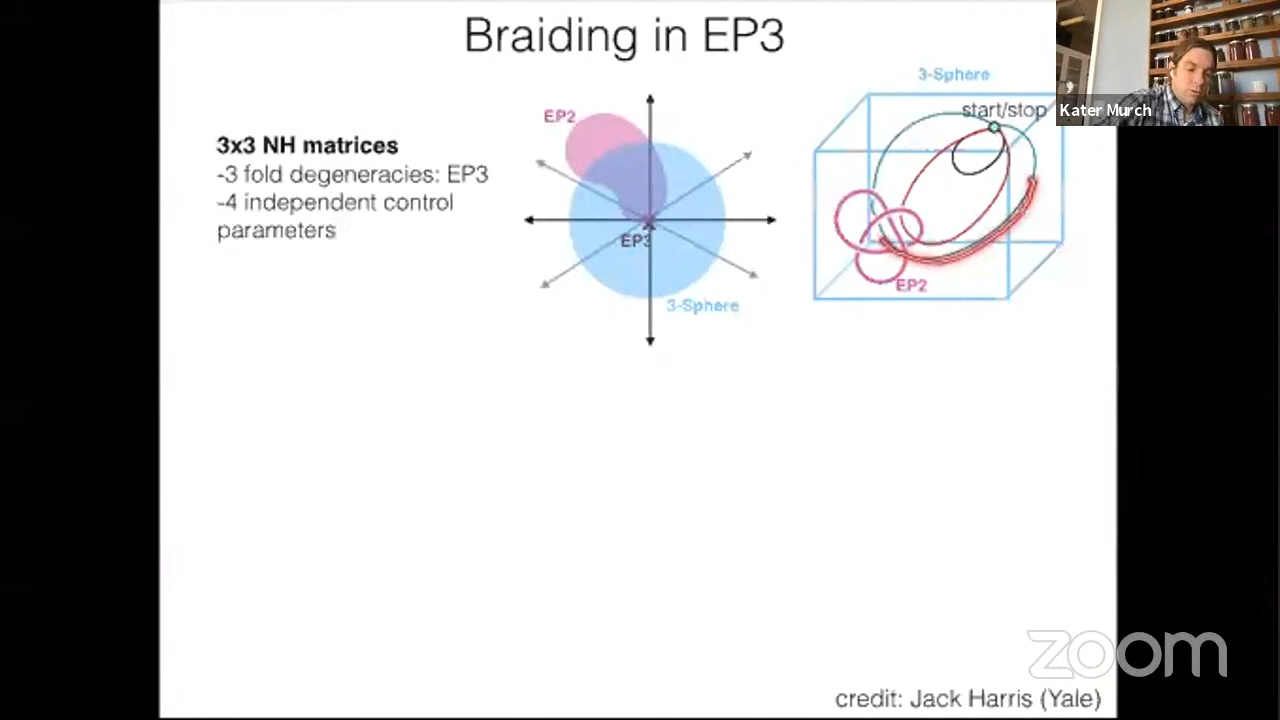 Braiding in EP3
3-Sphere
start/stop
Kater Murch
EP2
3x3 NH matrices
-3 fold degeneracies: EP3
-4 independent control
parameters
EP3
EP2
3-Sphere
zoom
credit: Jack Harris (Yale)